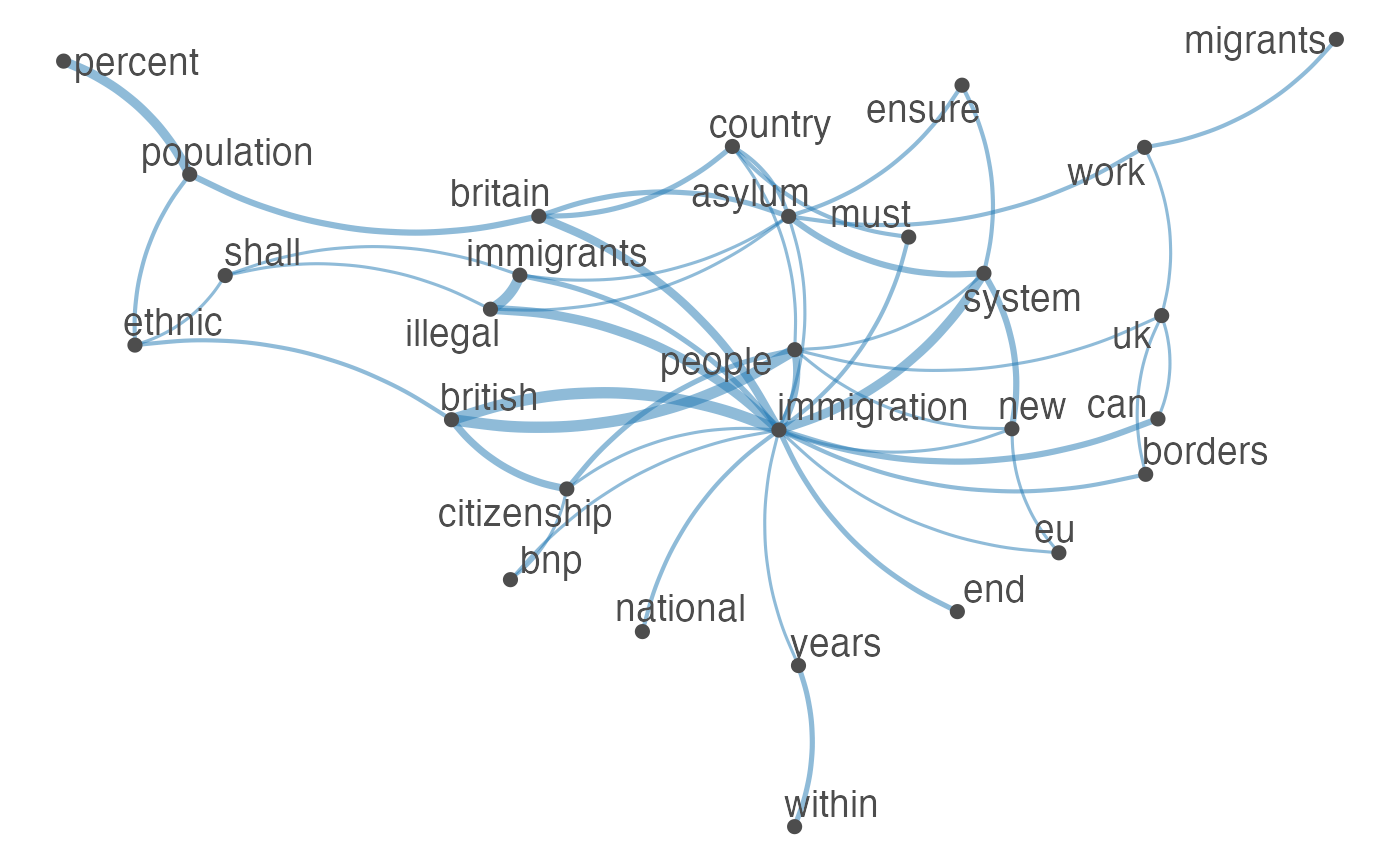 migrants
percent
ensure
country
population
work
britain
asylum
must
shall
immigrants
system
ethnic
illegal
uk
people
british
immigration
new
can
borders
citizenship
eu
bnp
end
national
years
within